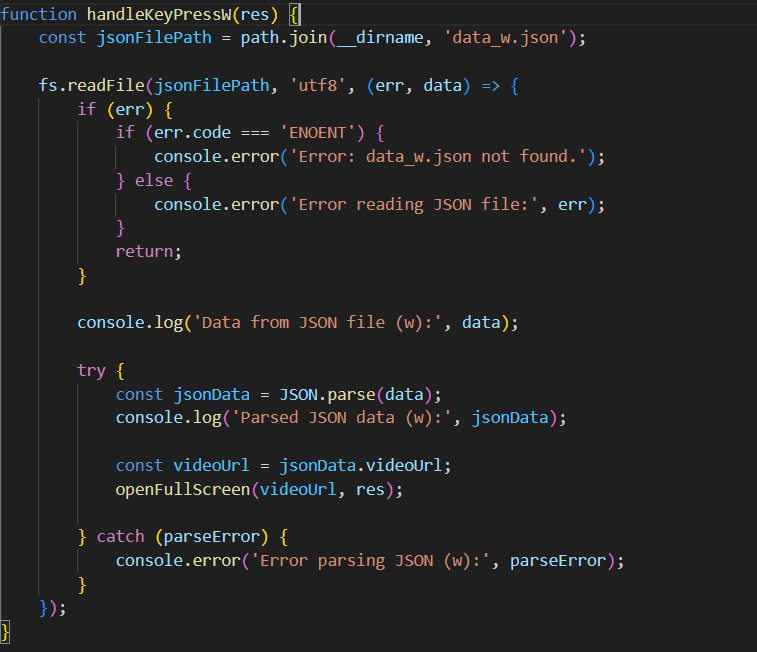 function handleKeyPressW(res) {
    const jsonFilePath = path.join(__dirname, 'data_w.json');

    fs.readFile(jsonFilePath, 'utf8', (err, data) => {
        if (err) {
            if (err.code === 'ENOENT') {
                console.error('Error: data_w.json not found.');
            } else {
                console.error('Error reading JSON file:', err);
            }
            return;
        }

        console.log('Data from JSON file (w):', data);

        try {
            const jsonData = JSON.parse(data);
            console.log('Parsed JSON data (w):', jsonData);

            const videoUrl = jsonData.videoUrl;
            openFullScreen(videoUrl, res);

        } catch (parseError) {
            console.error('Error parsing JSON (w):', parseError);
        }
    });
}